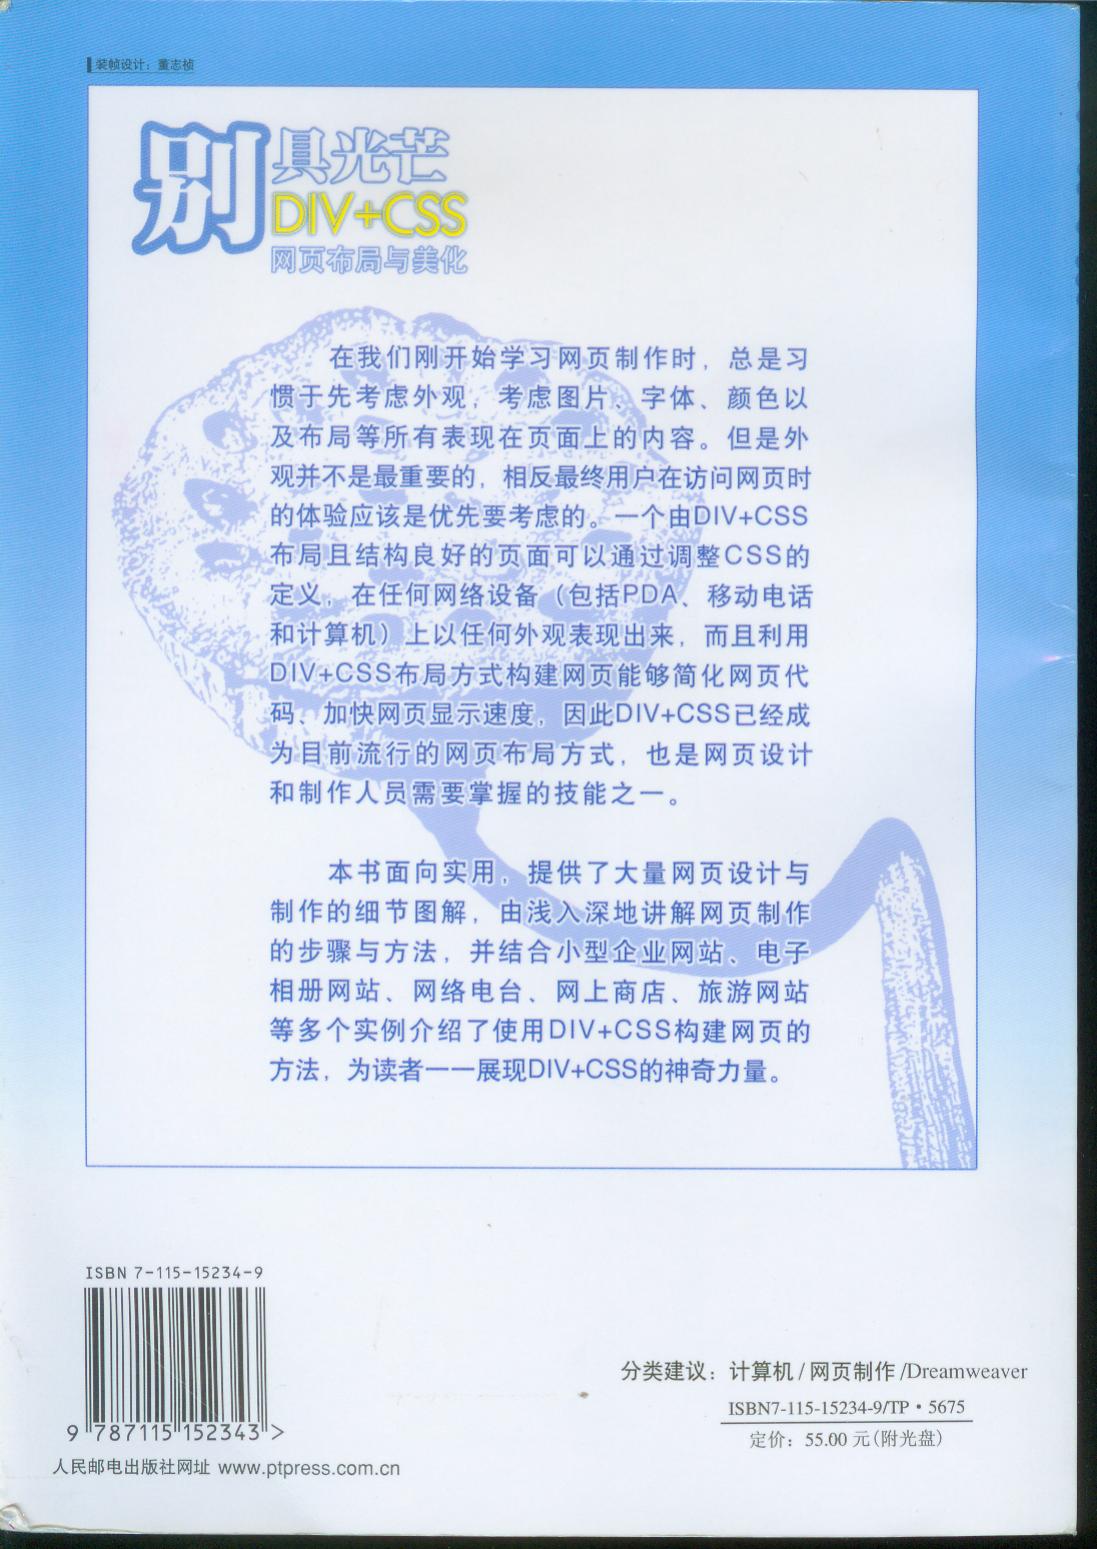 装帧设计：董志桢
别具光芒
DIV+CSS
网页布局与美化
在我们刚开始学习网页制作时，总是习
惯于先考虑外观，考虑图片、字体、颜色以
及布局等所有表现在页面上的内容。但是外
观并不是最重要的，相反最终用户在访问网页时
的体验应该是优先要考虑的。一个由DIV+CSS
布局且结构良好的页面可以通过调整CSS的
定义，在任何网络设备（包括PDA、移动电话
和计算机）上以任何外观表现出来，而且利用
DIV+CSS布局方式构建网页能够简化网页代
码、加快网页显示速度，因此DIV+CSS已经成
为目前流行的网页布局方式，也是网页设计
和制作人员需要掌握的技能之一。
本书面向实用，提供了大量网页设计与
制作的细节图解，由浅入深地讲解网页制作
的步骤与方法，并结合小型企业网站、电子
相册网站、网络电台、网上商店、旅游网站
等多个实例介绍了使用DIV+CSS构建网页的
方法，为读者一一展现DIV+CSS的神奇力量。
ISBN 7-115-15234-9
9 787115 152343 >
人民邮电出版社网址 www.ptpress.com.cn
分类建议：计算机/网页制作/Dreamweaver
ISBN7-115-15234-9/TP·5675
定价：55.00 元(附光盘)